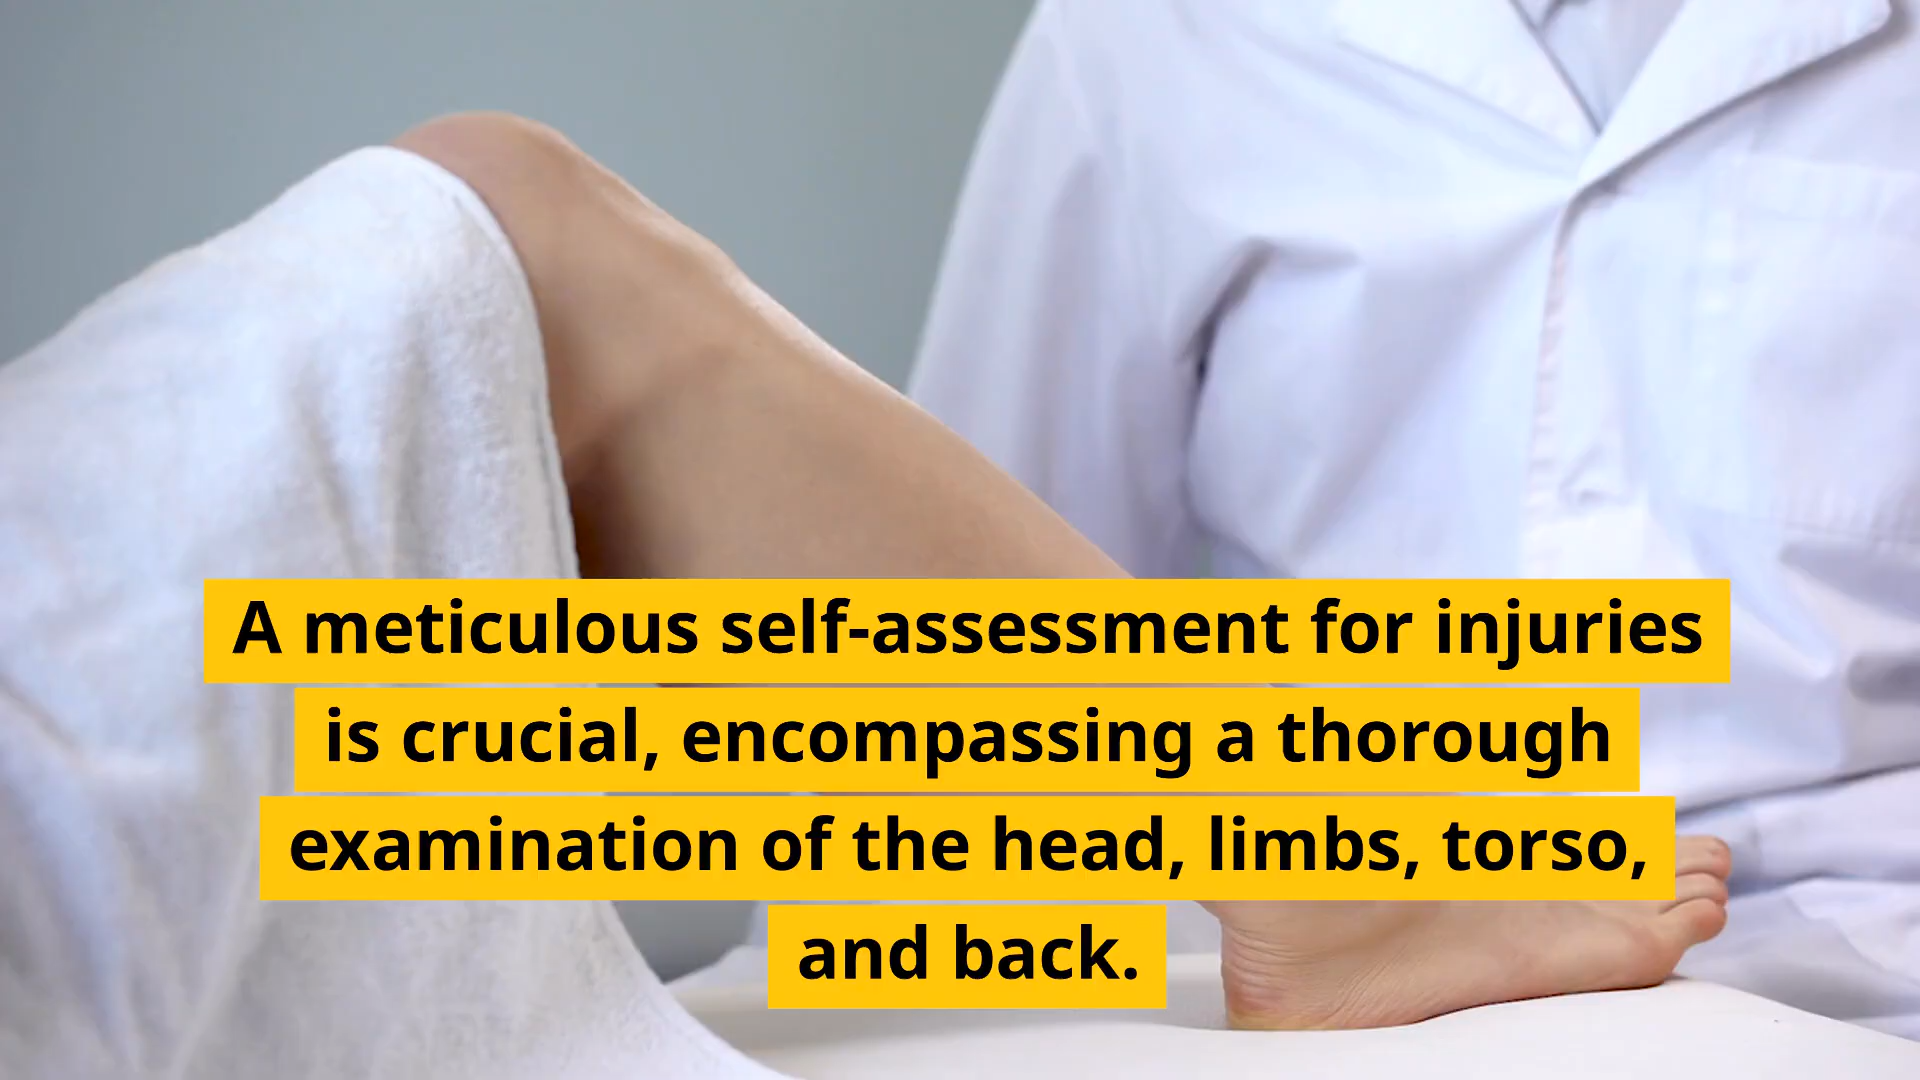 A meticulous self-assessment for injuries
is crucial, encompassing a thorough
examination of the head, limbs, torso,
and back.